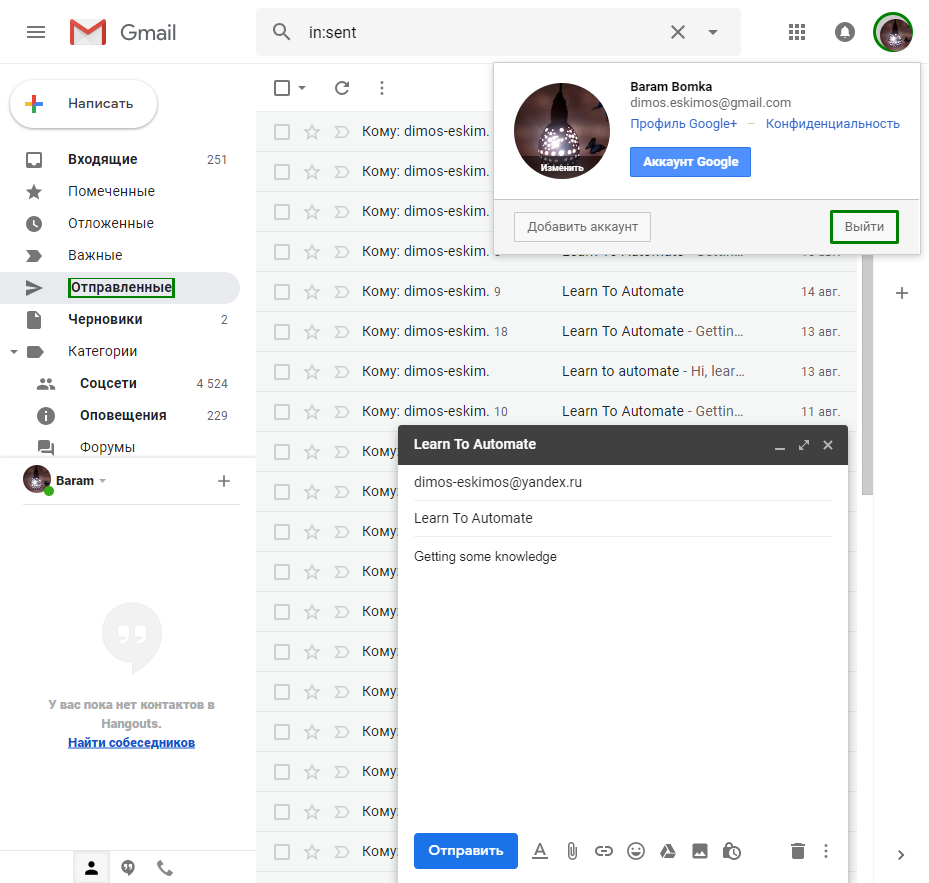 Gmail
in:sent
Написать
Входящие 251
Помеченные
Отложенные
Важные
Отправленные
Черновики 2
Категории
Соцсети 4 524
Оповещения 229
Форумы
Baram
У вас пока нет контактов в
Hangouts.
Найти собеседников
Baram Bomka
dimos.eskimos@gmail.com
Профиль Google+ – Конфиденциальность
Изменить
Аккаунт Google
Добавить аккаунт
Выйти
Кому: dimos-eskim.
Кому: dimos-eskim.
Кому: dimos-eskim.
Кому: dimos-eskim.
Кому: dimos-eskim. 9 Learn To Automate 14 авг.
Кому: dimos-eskim. 18 Learn To Automate - Gettin... 13 авг.
Кому: dimos-eskim. Learn to automate - Hi, lear... 13 авг.
Кому: dimos-eskim. 10 Learn To Automate - Gettin... 11 авг.
Кому:
Кому:
Кому:
Кому:
Кому:
Кому:
Кому:
Кому:
Кому:
Кому:
Кому:
Learn To Automate
dimos-eskimos@yandex.ru
Learn To Automate
Getting some knowledge
Отправить